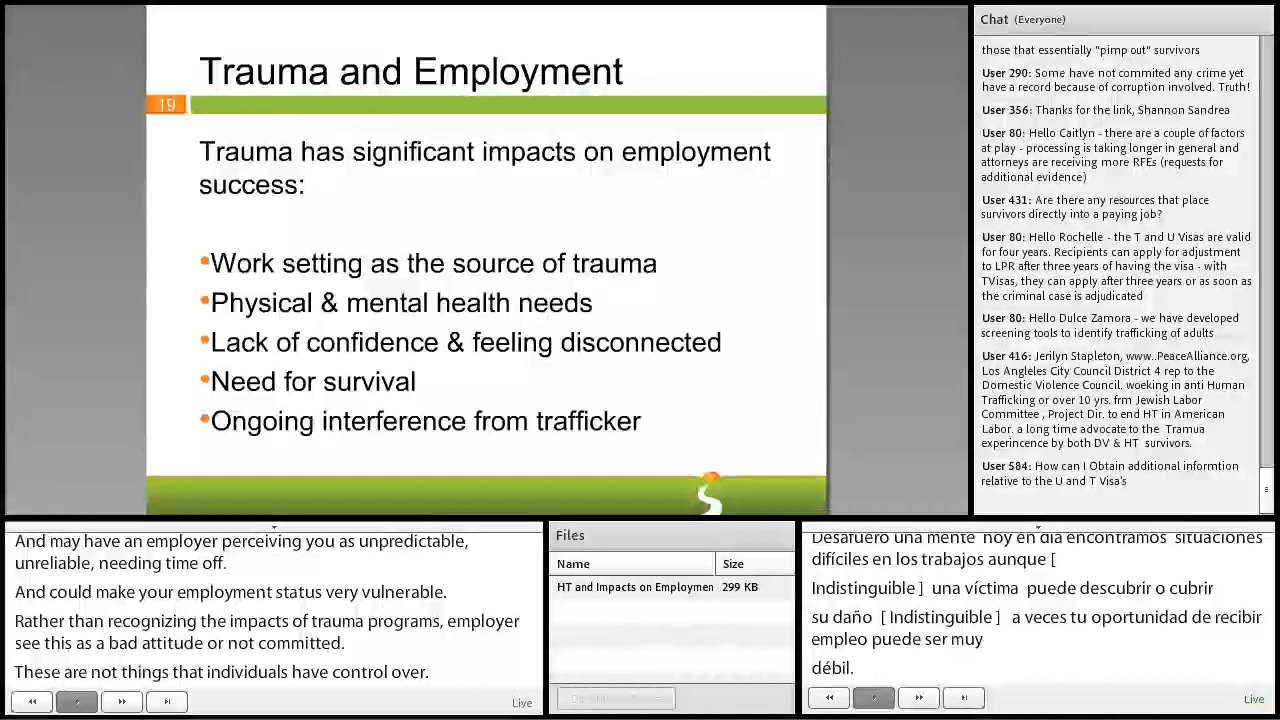 Trauma and Employment
19
Trauma has significant impacts on employment
success:
•Work setting as the source of trauma
•Physical & mental health needs
•Lack of confidence & feeling disconnected
•Need for survival
•Ongoing interference from trafficker
Chat (Everyone)
those that essentially "pimp out" survivors
User 290: Some have not commited any crime yet
have a record because of corruption involved. Truth!
User 356: Thanks for the link, Shannon Sandrea
User 80: Hello Caitlyn - there are a couple of factors
at play - processing is taking longer in general and
attorneys are receiving more RFEs (requests for
additional evidence)
User 431: Are there any resources that place
survivors directly into a paying job?
User 80: Hello Rochelle - the T and U Visas are valid
for four years. Recipients can apply for adjustment
to LPR after three years of having the visa - with
TVisas, they can apply after three years or as soon as
the criminal case is adjudicated
User 80: Hello Dulce Zamora - we have developed
screening tools to identify trafficking of adults
User 416: Jerilyn Stapleton, www..PeaceAlliance.org,
Los Angleles City Council District 4 rep to the
Domestic Violence Council. woeking in anti Human
Trafficking or over 10 yrs. frm Jewish Labor
Committee , Project Dir. to end HT in American
Labor. a long time advocate to the Tramua
experincence by both DV & HT survivors.
User 584: How can I Obtain additional informtion
relative to the U and T Visa's
And may have an employer perceiving you as unpredictable,
unreliable, needing time off.
And could make your employment status very vulnerable.
Rather than recognizing the impacts of trauma programs, employer
see this as a bad attitude or not committed.
These are not things that individuals have control over.
Live
Files
Name Size
HT and Impacts on Employmen 299 KB
Desafuero una mente hoy en día encontramos situaciones
difíciles en los trabajos aunque [
Indistinguible ] una víctima puede descubrir o cubrir
su daño [ Indistinguible ] a veces tu oportunidad de recibir
empleo puede ser muy
débil.
Live